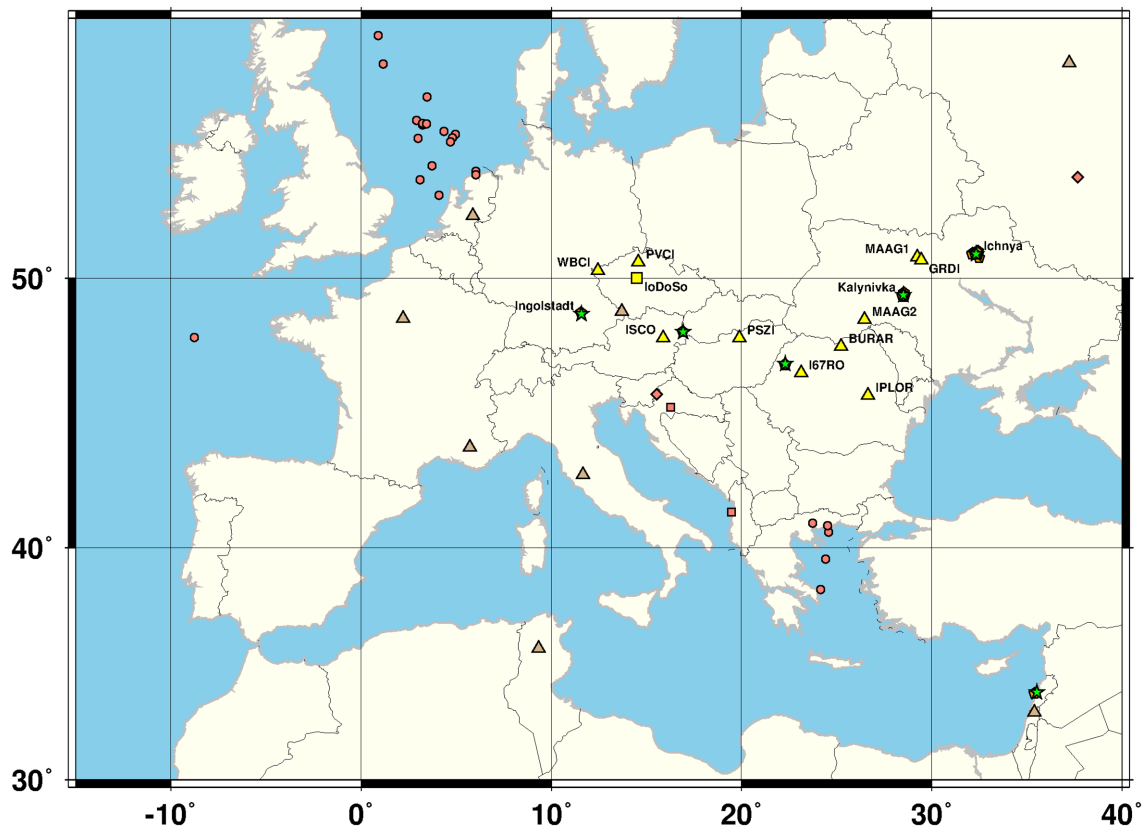 Ichnya
MAAG1
PVCI
WBCI
GRDI
50°
IoDoSo
Kalynivka
Ingolstadt
MAAG2
ISCO
PSZI
BURAR
I67RO
IPLOR
40°
30°
-10° 0° 10° 20° 30° 40°